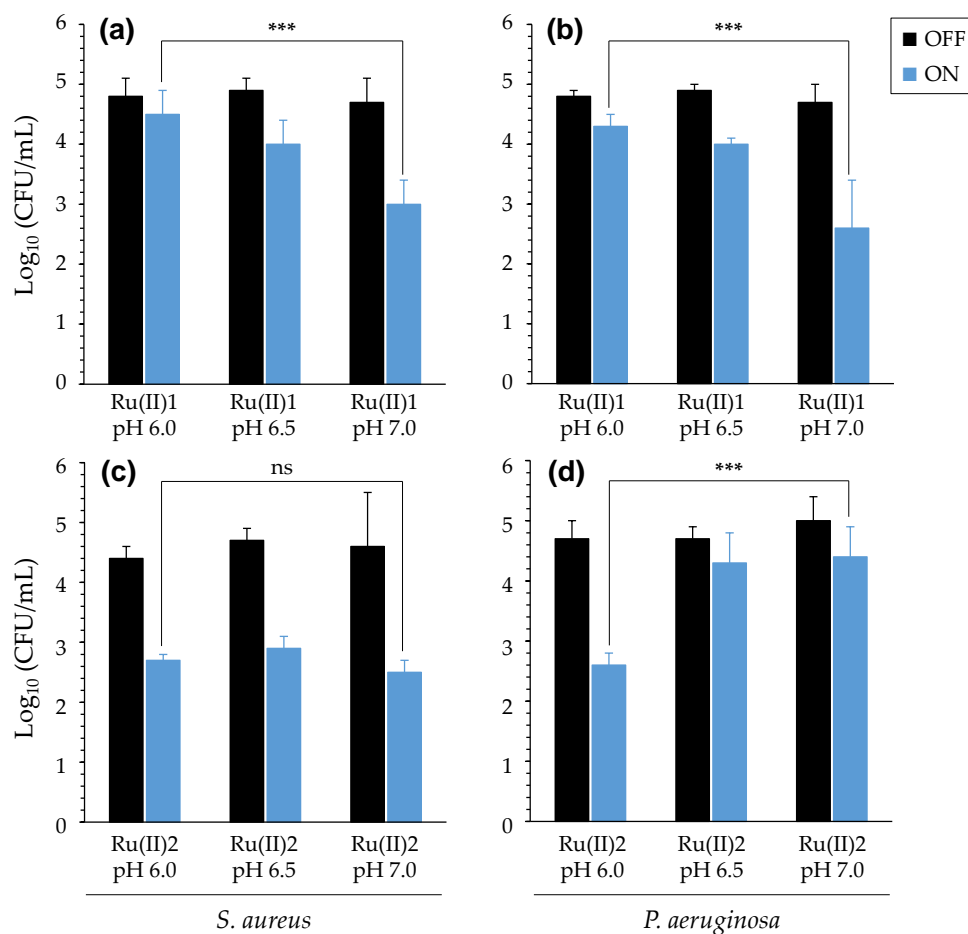 (a)
***
6
5
4
3
2
1
0
Log₁₀ (CFU/mL)
Ru(II)1 Ru(II)1 Ru(II)1
pH 6.0 pH 6.5 pH 7.0
(b)
***
6
5
4
3
2
1
0
Ru(II)1 Ru(II)1 Ru(II)1
pH 6.0 pH 6.5 pH 7.0
OFF
ON
(c)
ns
6
5
4
3
2
1
0
Log₁₀ (CFU/mL)
Ru(II)2 Ru(II)2 Ru(II)2
pH 6.0 pH 6.5 pH 7.0
S. aureus
(d)
***
6
5
4
3
2
1
0
Ru(II)2 Ru(II)2 Ru(II)2
pH 6.0 pH 6.5 pH 7.0
P. aeruginosa